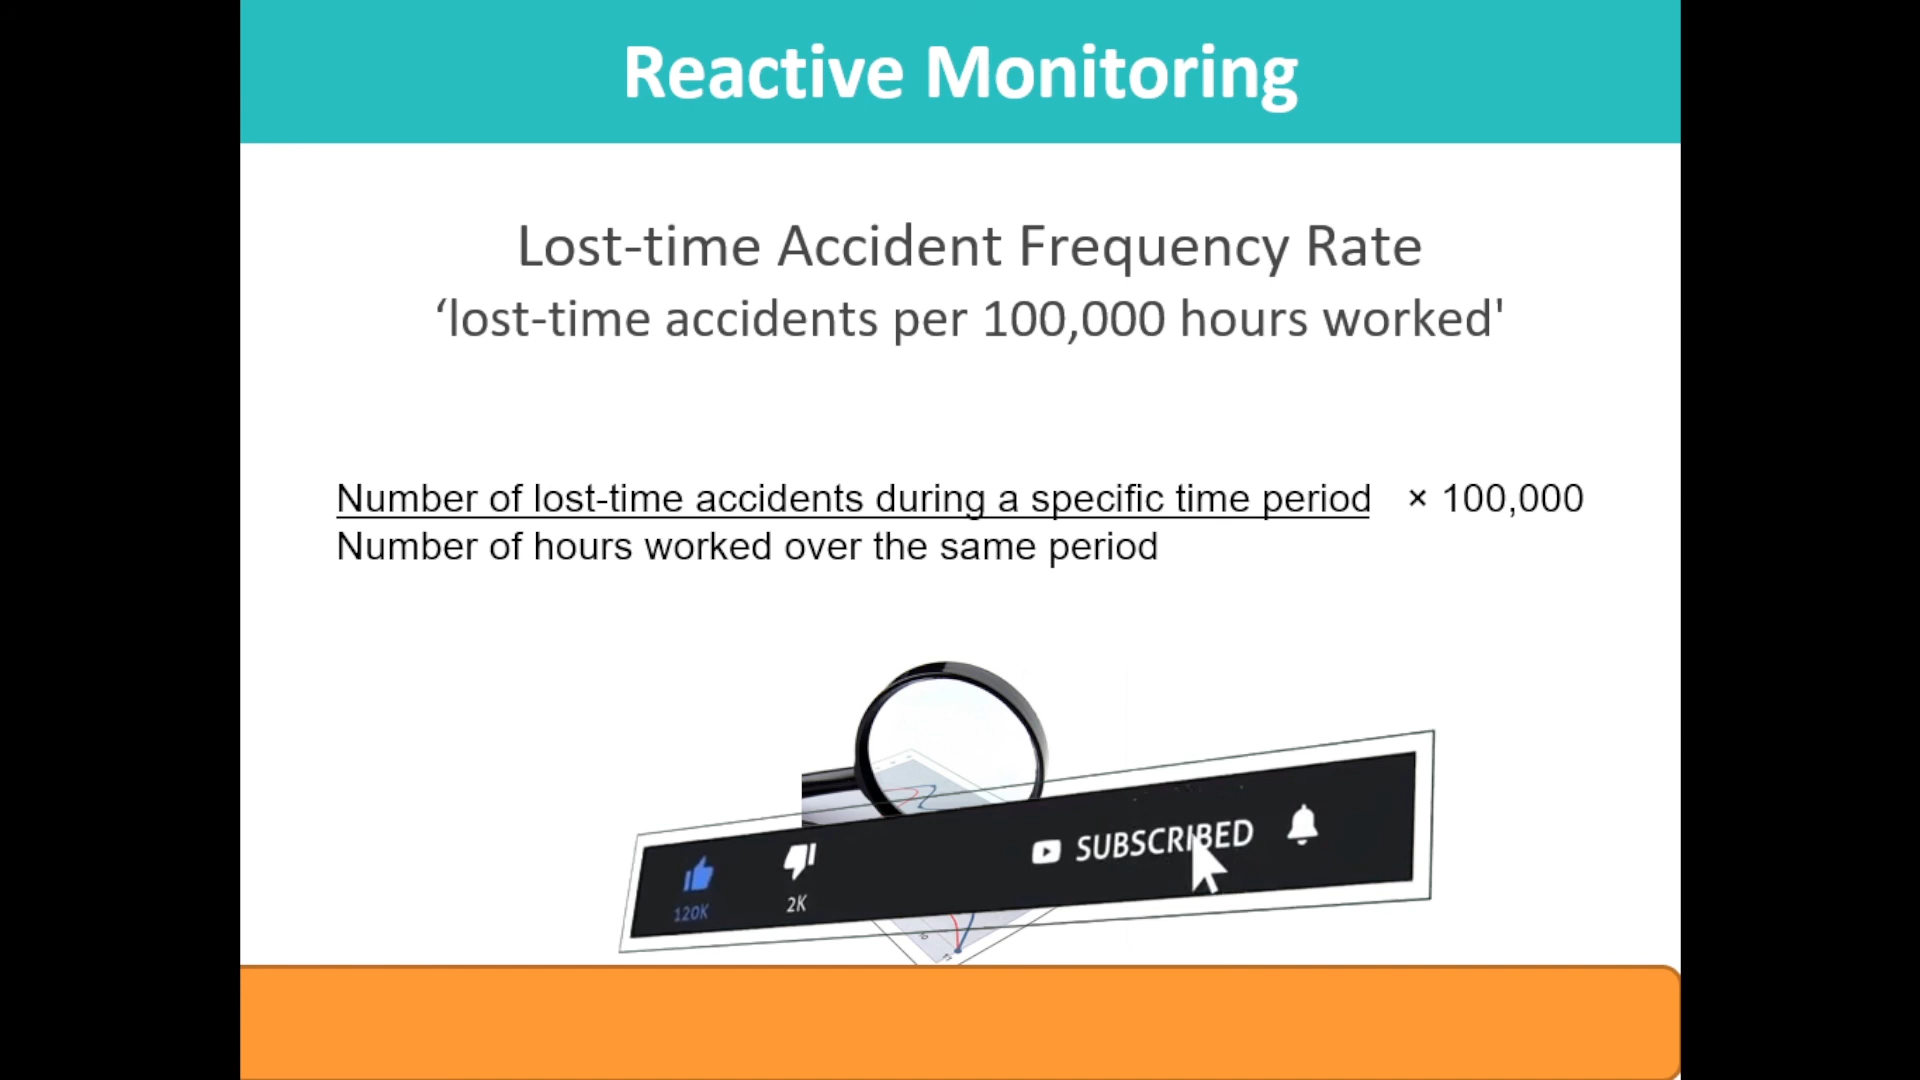 Reactive Monitoring
Lost-time Accident Frequency Rate
‘lost-time accidents per 100,000 hours worked'
Number of lost-time accidents during a specific time period × 100,000
Number of hours worked over the same period
SUBSCRIBED
120K
2K